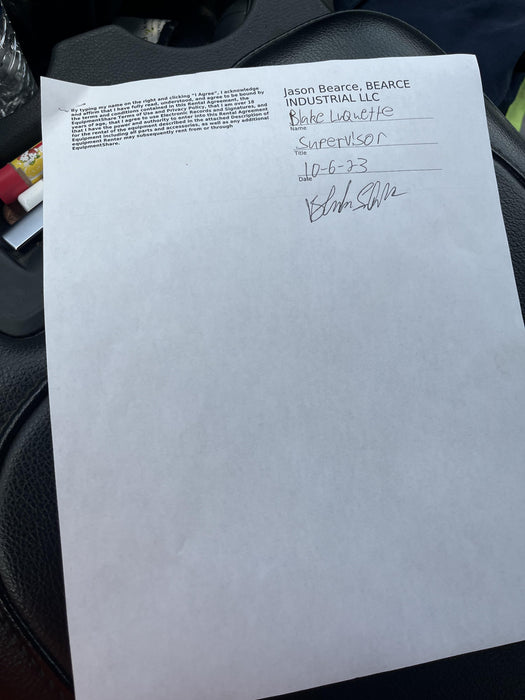 By typing my name on the right and clicking "I Agree", I acknowledge
and affirm that I have fully read, understood, and agree to be bound by
the terms and conditions contained in this Rental Agreement, the
EquipmentShare Terms of Use and Privacy Policy, that I am over 18
years of age, that I agree to use Electronic Records and Signatures, and
that I have the power and authority to enter into this Rental Agreement
for the rental of the equipment described in the attached Description of
Equipment including all parts and accessories, as well as any additional
equipment Renter may subsequently rent from or through
EquipmentShare.
Jason Bearce, BEARCE
INDUSTRIAL LLC
Blake Luquette
Name
Supervisor
Title
10-6-23
Date